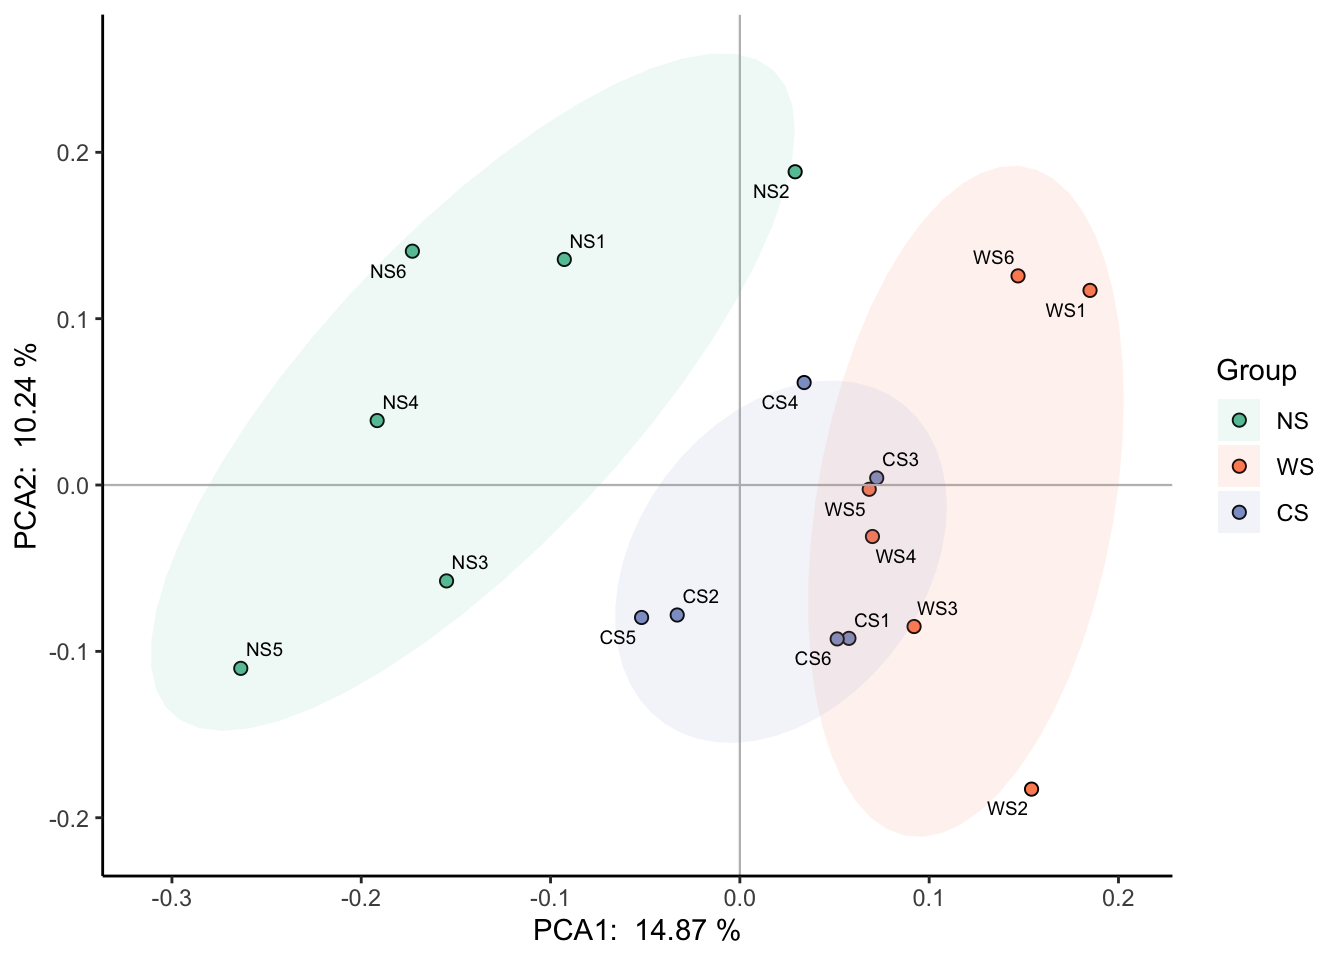 NS2
NS1
NS6
WS6
WS1
NS4
CS4
CS3
WS5
WS4
NS3
CS2
WS3
CS5
CS1
NS5
CS6
WS2
0.2
0.1
0.0
-0.1
-0.2
-0.3
-0.2
-0.1
0.0
0.1
0.2
PCA1: 14.87 %
PCA2: 10.24 %
Group
NS
WS
CS